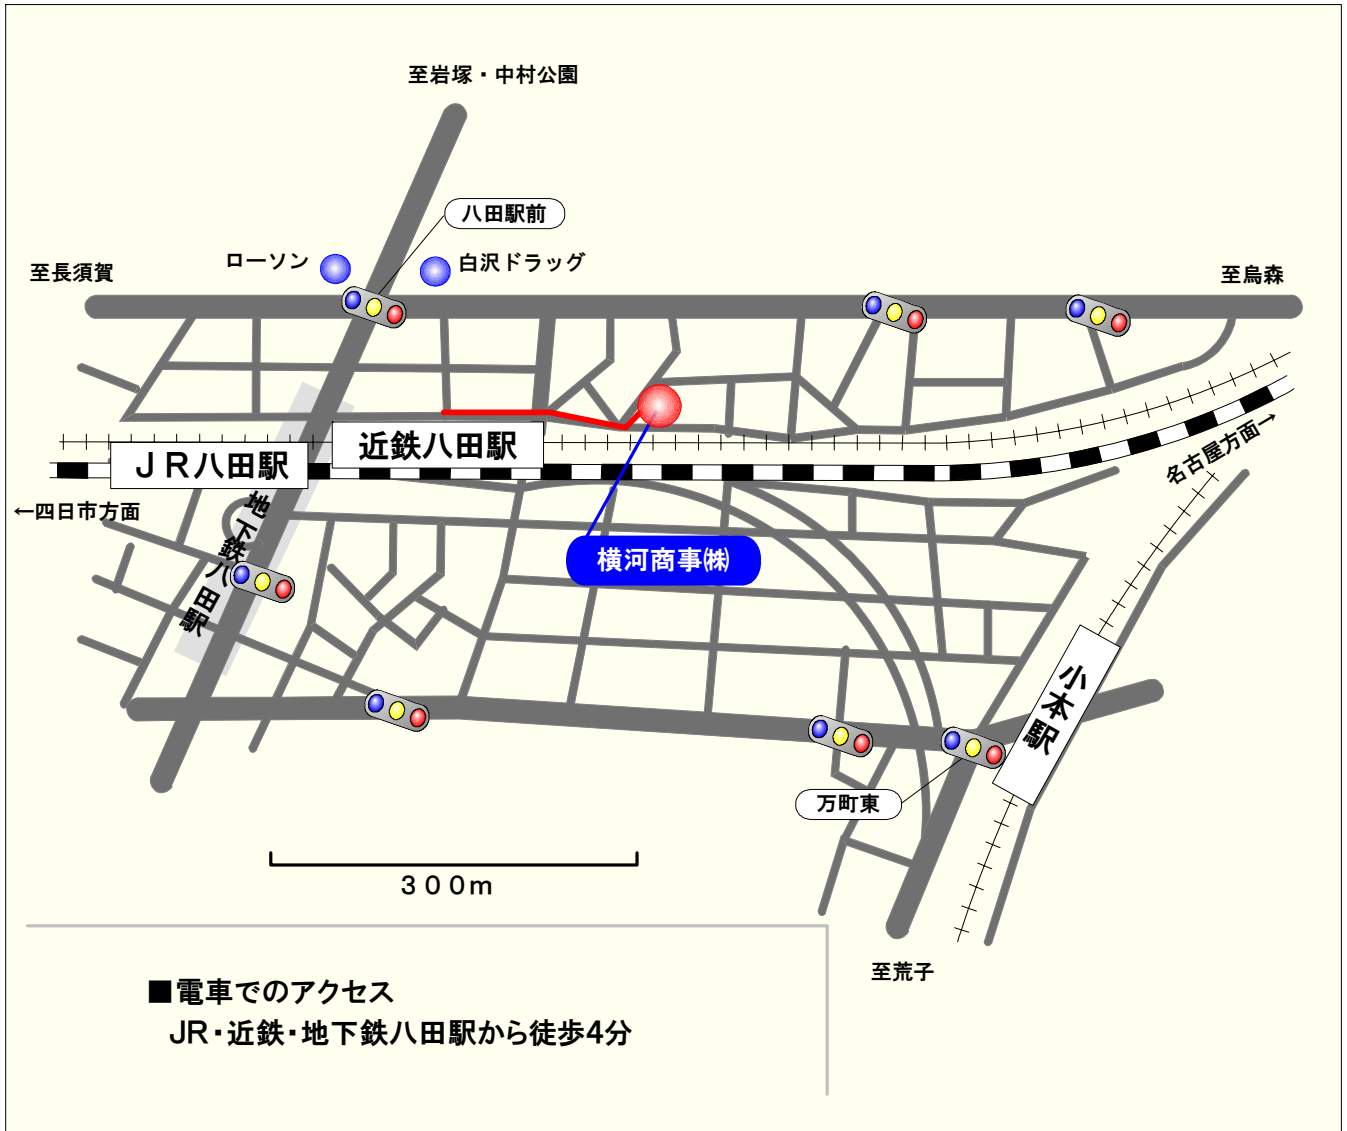 至岩塚・中村公園
八田駅前
ローソン
白沢ドラッグ
至長須賀
至烏森
近鉄八田駅
ＪＲ八田駅
名古屋方面→
←四日市方面
地下鉄八田駅
横河商事㈱
小本駅
万町東
３００ｍ
至荒子
■電車でのアクセス
JR・近鉄・地下鉄八田駅から徒歩4分